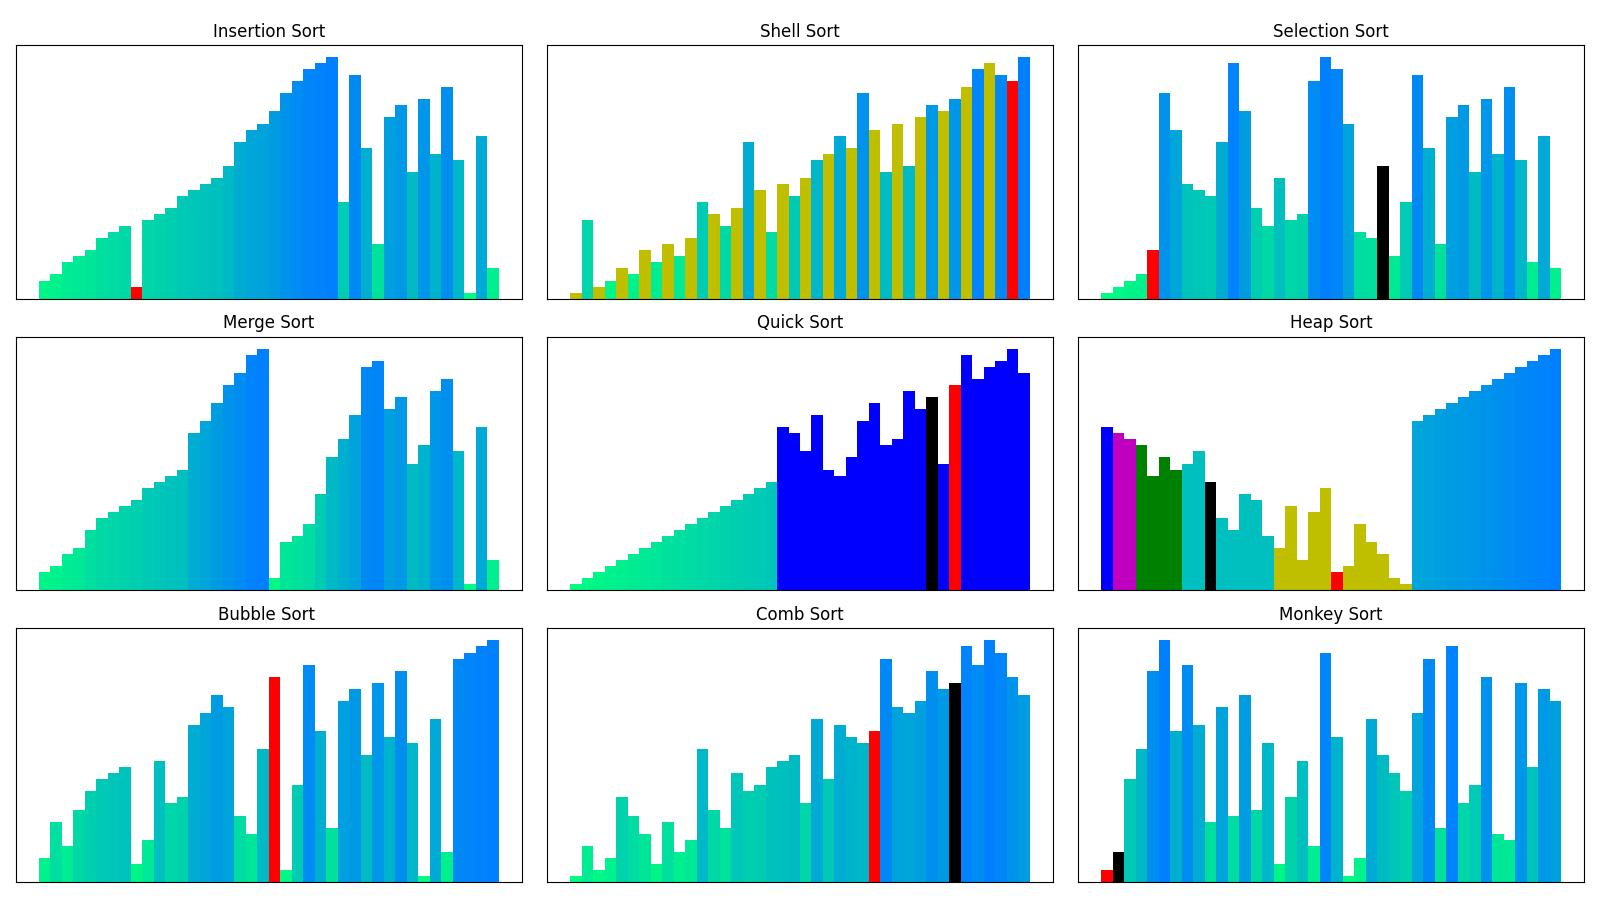 Insertion Sort
Shell Sort
Selection Sort
Merge Sort
Quick Sort
Heap Sort
Bubble Sort
Comb Sort
Monkey Sort